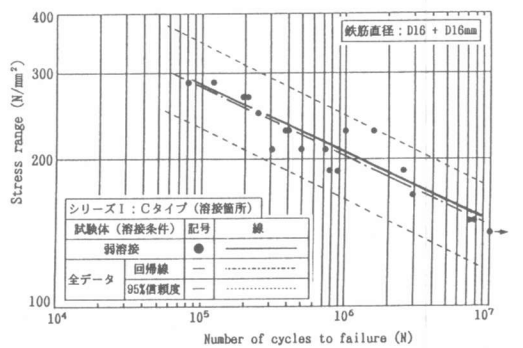 400
鉄筋直径：D16 + D16mm
300
Stress range (N/mm²)
200
シリーズⅠ：Cタイプ（溶接箇所）
試験体（溶接条件） 記号 線
弱溶接 ●
全データ 回帰線 —
95%信頼度 —
100
10⁴ 10⁵ 10⁶ 10⁷
Number of cycles to failure (N)